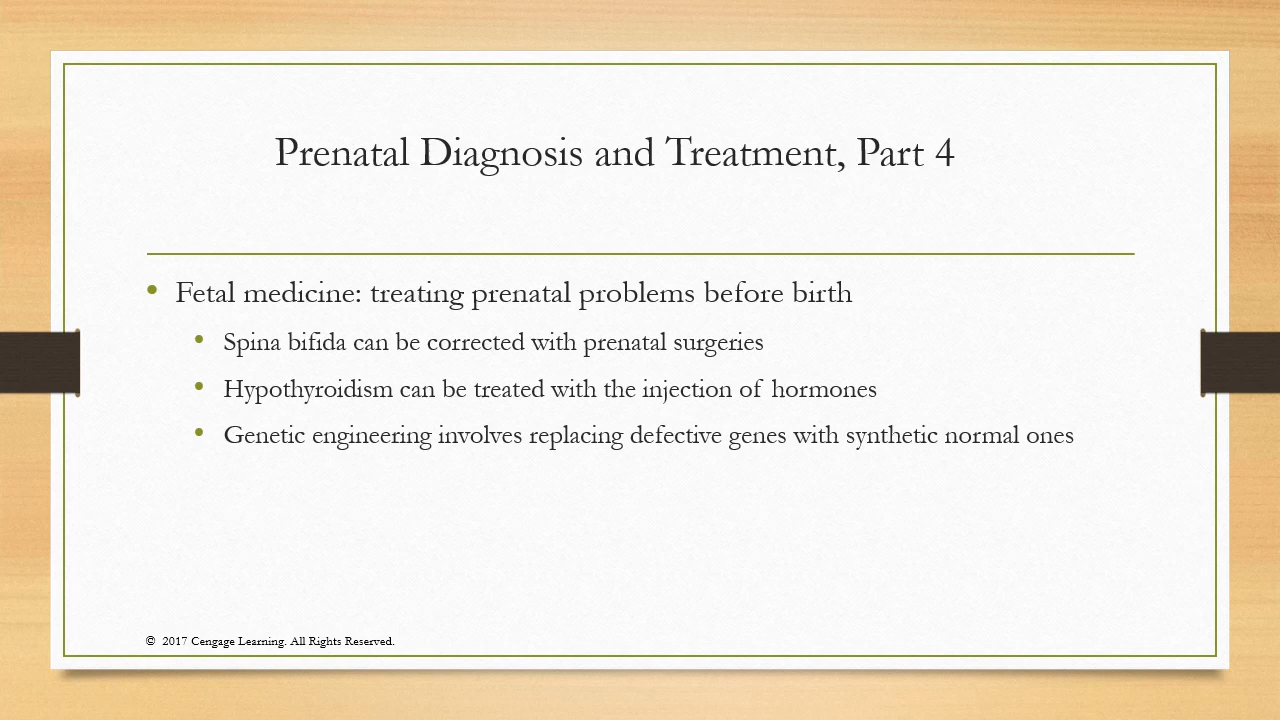 Prenatal Diagnosis and Treatment, Part 4
• Fetal medicine: treating prenatal problems before birth
• Spina bifida can be corrected with prenatal surgeries
• Hypothyroidism can be treated with the injection of hormones
• Genetic engineering involves replacing defective genes with synthetic normal ones
© 2017 Cengage Learning. All Rights Reserved.